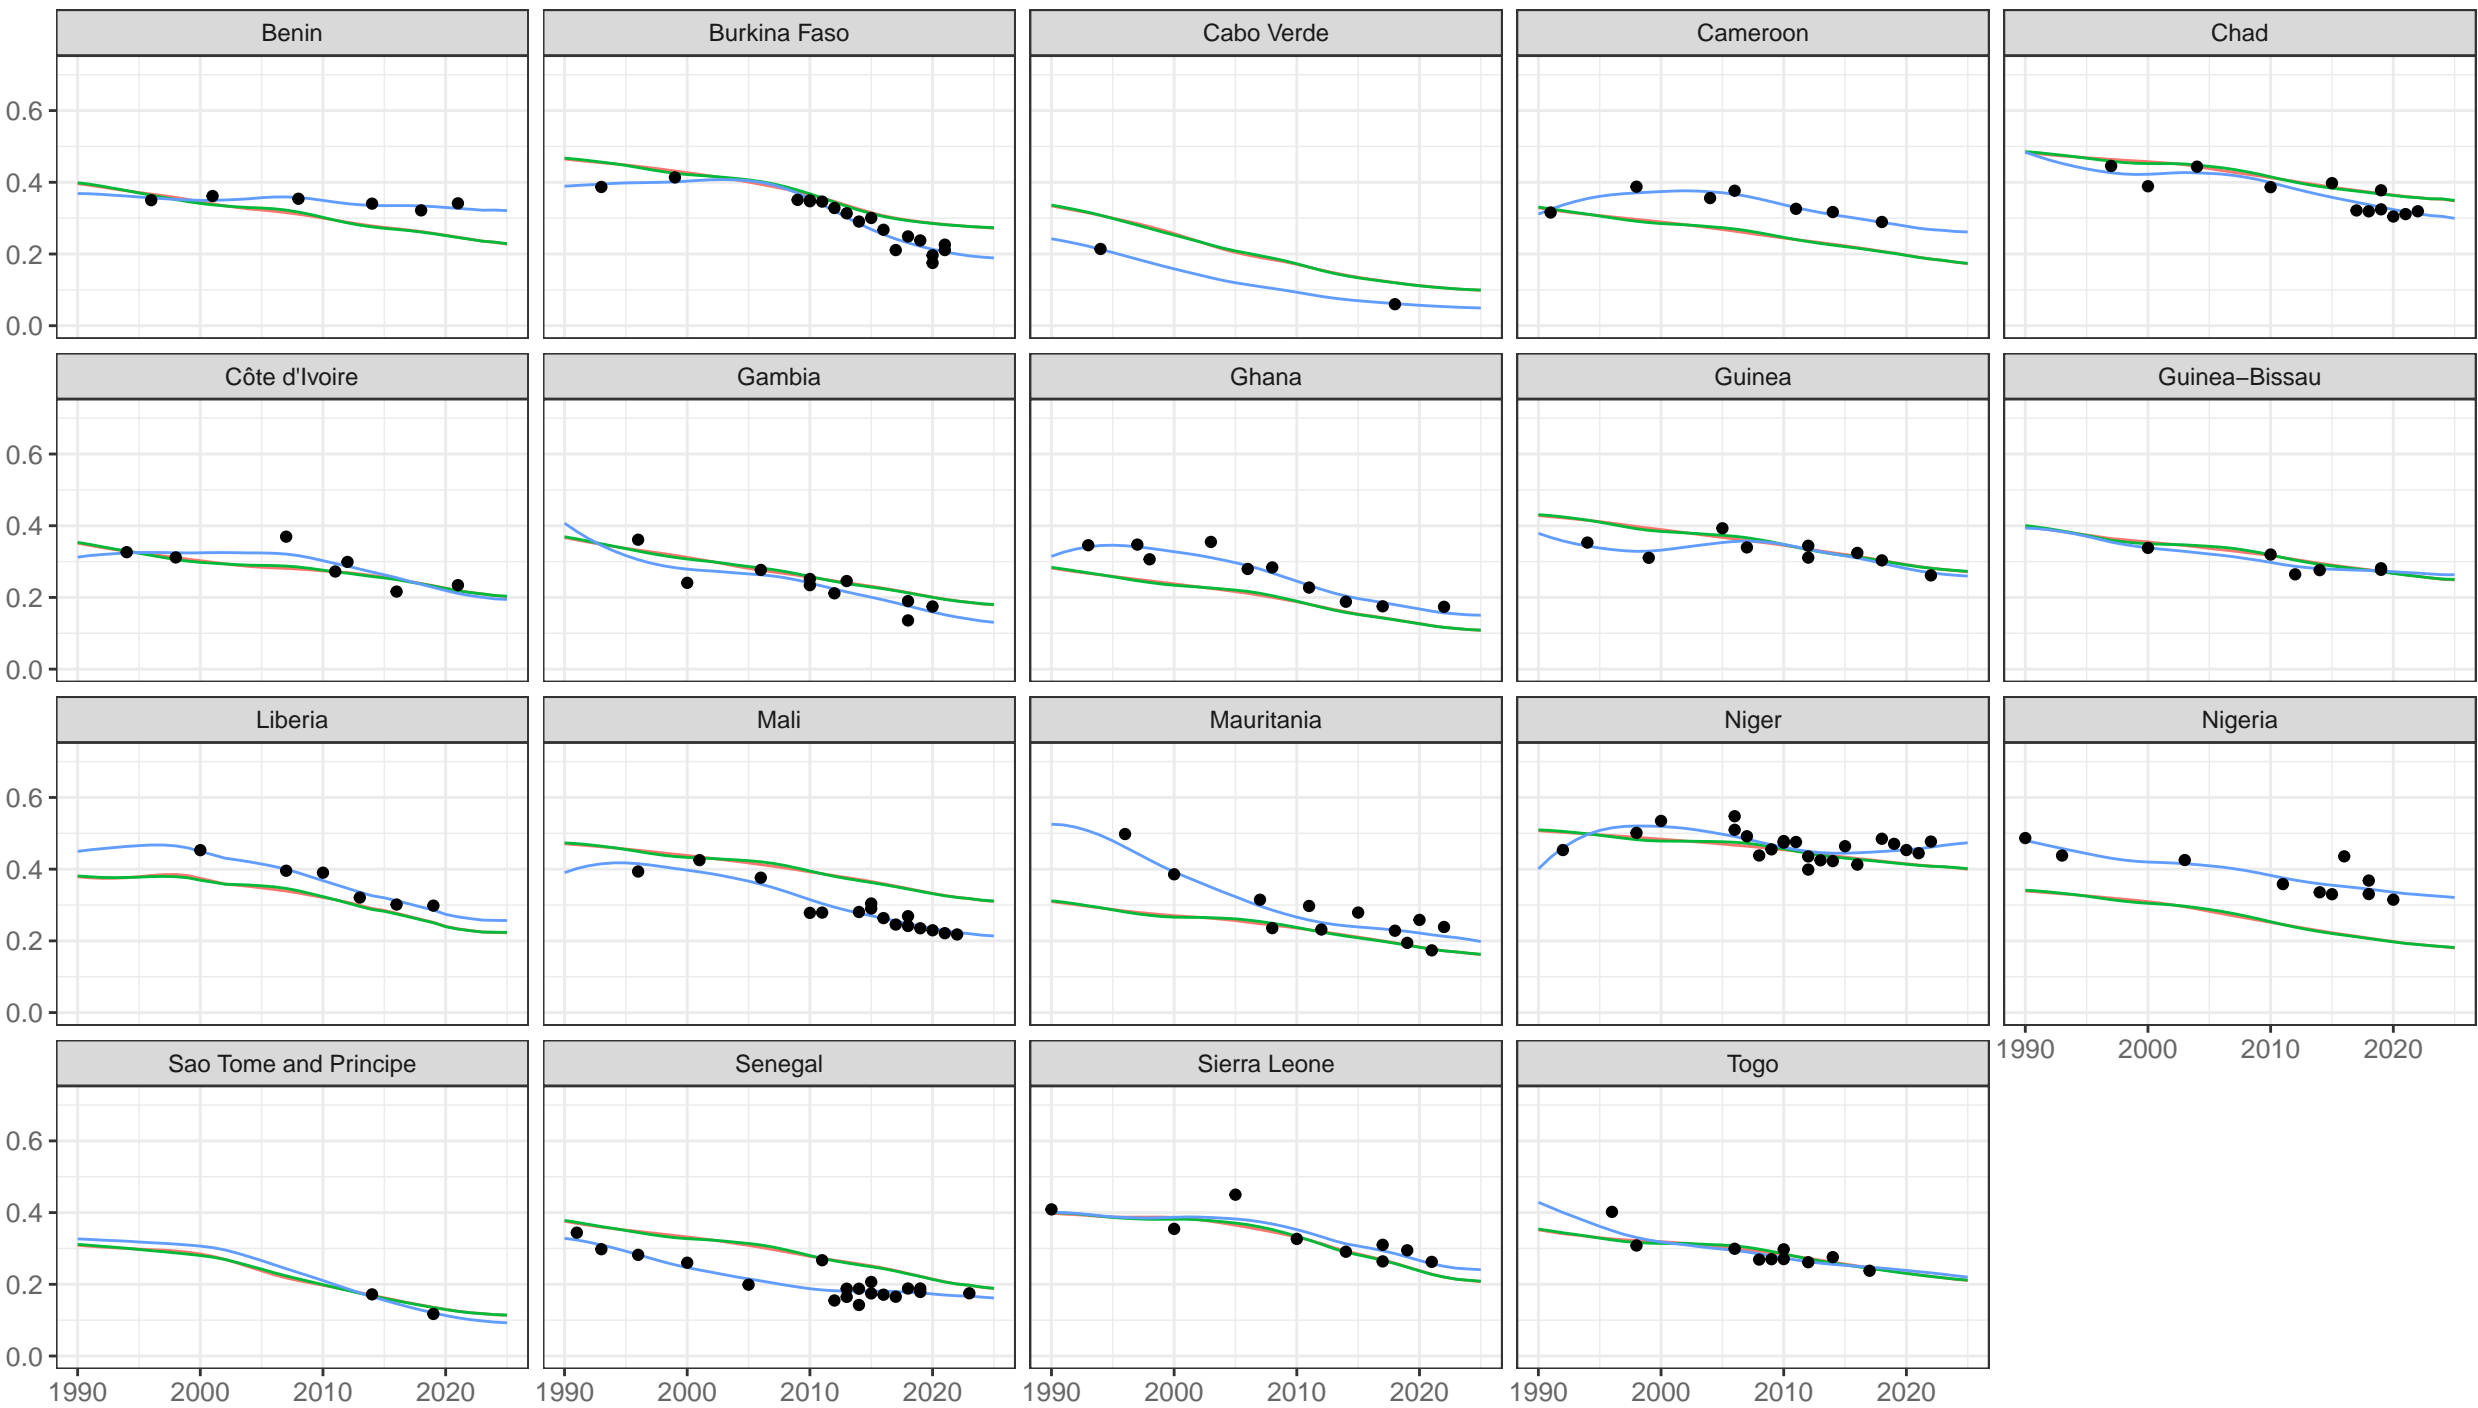 Benin Burkina Faso Cabo Verde Cameroon Chad
0.6
0.4
0.2
0.0
Côte d'Ivoire Gambia Ghana Guinea Guinea−Bissau
0.6
0.4
0.2
0.0
Liberia Mali Mauritania Niger Nigeria
0.6
0.4
0.2
0.0
1990 2000 2010 2020
Sao Tome and Principe Senegal Sierra Leone Togo
0.6
0.4
0.2
0.0
1990 2000 2010 2020 1990 2000 2010 2020 1990 2000 2010 2020 1990 2000 2010 2020